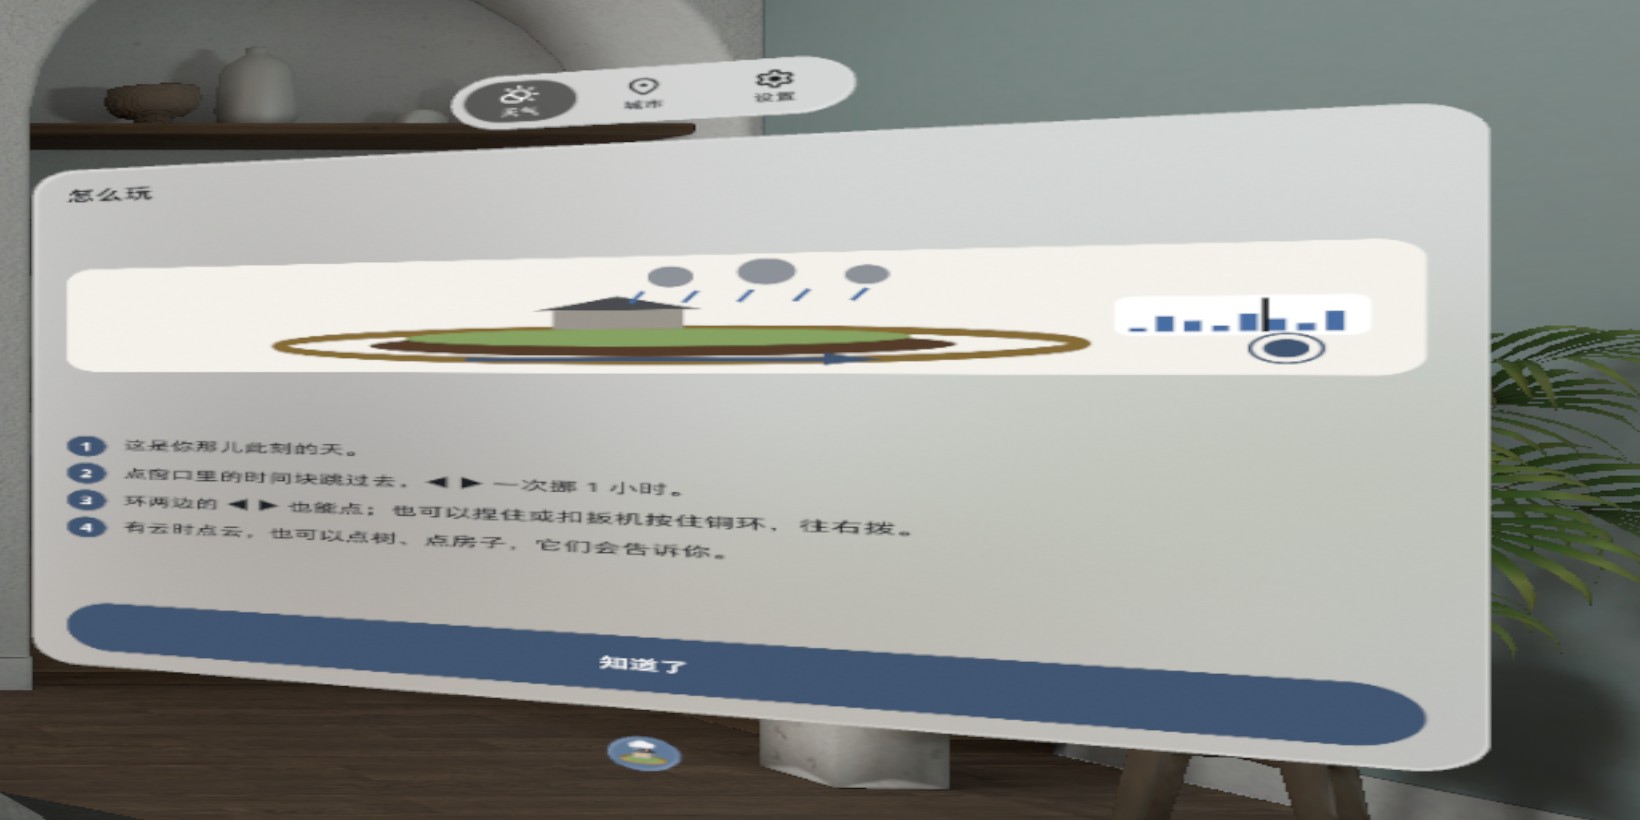 天气
城市
设置
怎么玩
1 这是你那儿此刻的天。
2 点窗口里的时间块跳过去，◀ ▶ 一次挪 1 小时。
3 环两边的 ◀ ▶ 也能点；也可以捏住或扣扳机按住铜环，往右拨。
4 有云时点云，也可以点树、点房子，它们会告诉你。
知道了